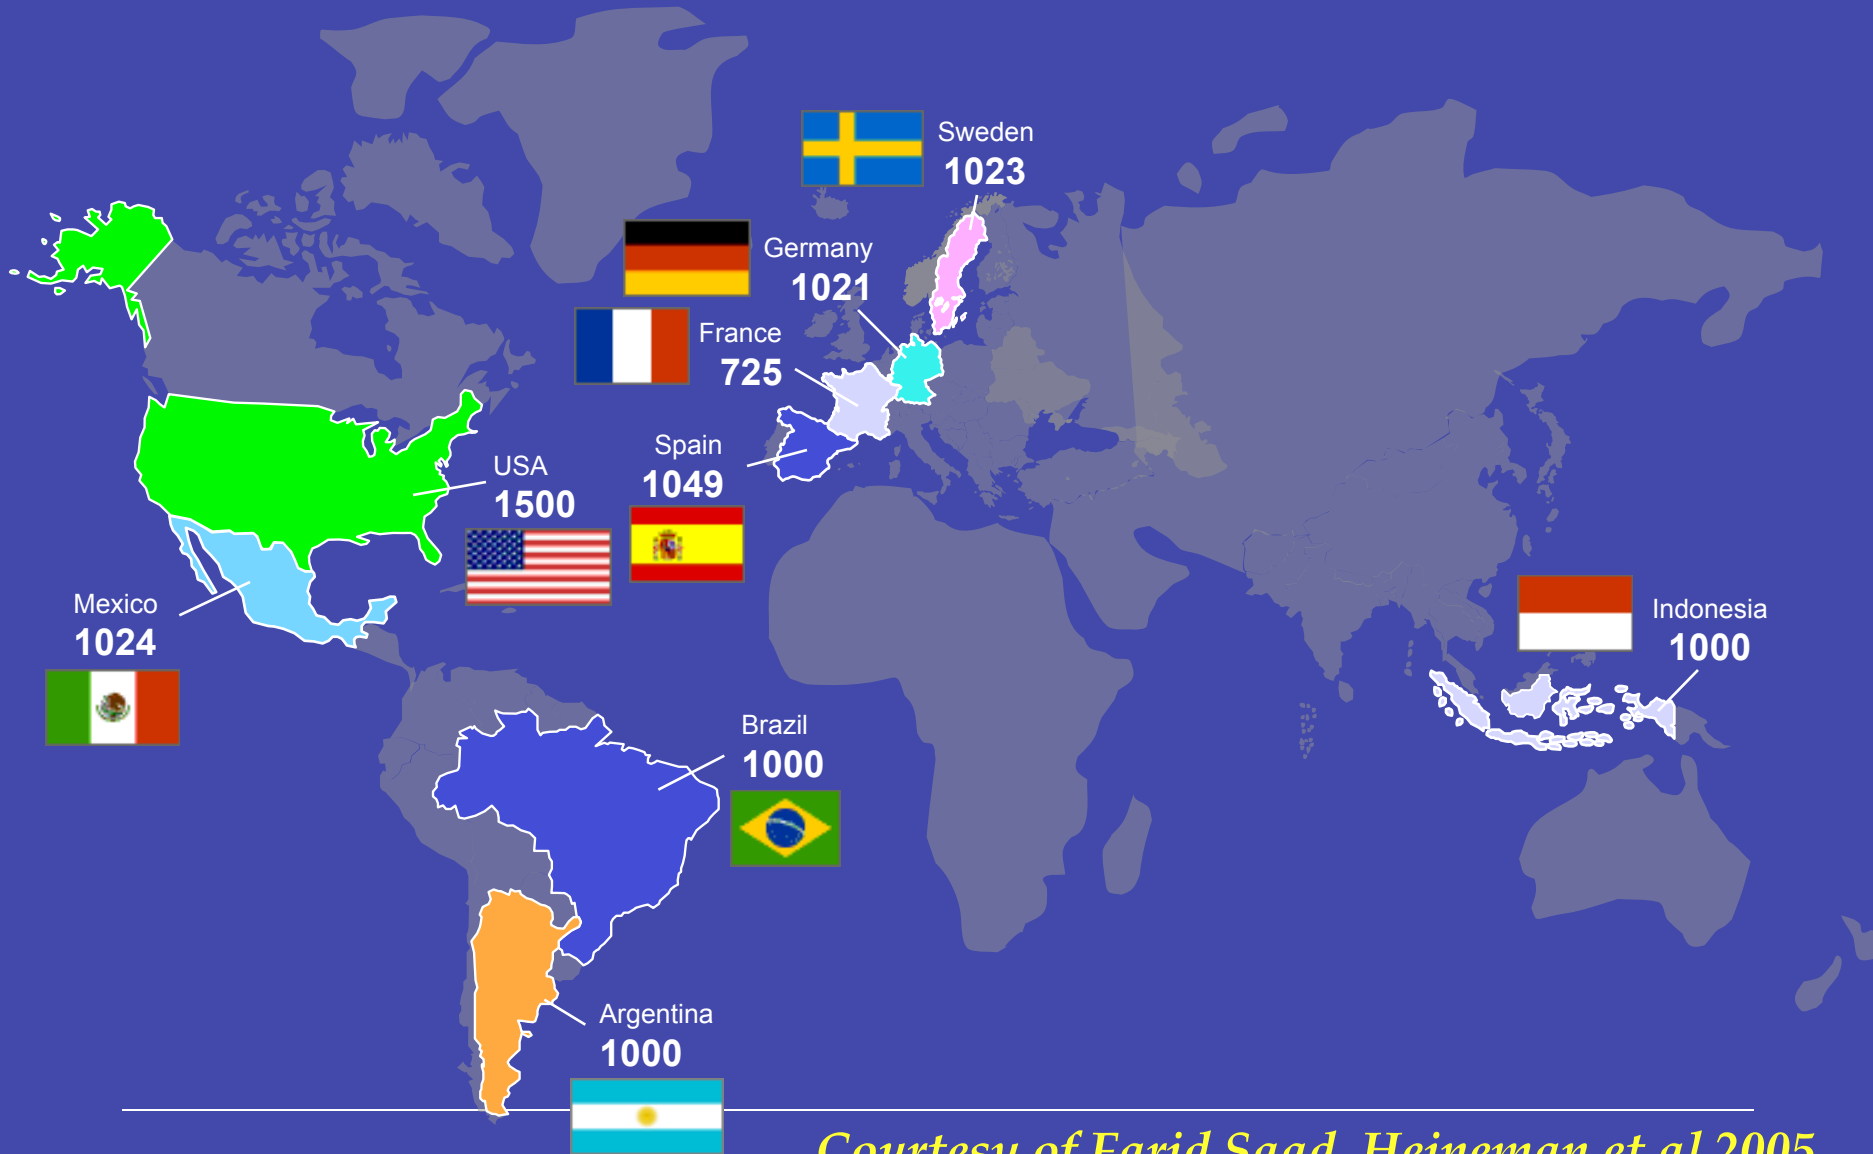 Sweden
1023
Germany
1021
France
725
Spain
1049
USA
1500
Mexico
1024
Indonesia
1000
Brazil
1000
Argentina
1000
Courtesy of Farid Saad, Heineman et al 2005